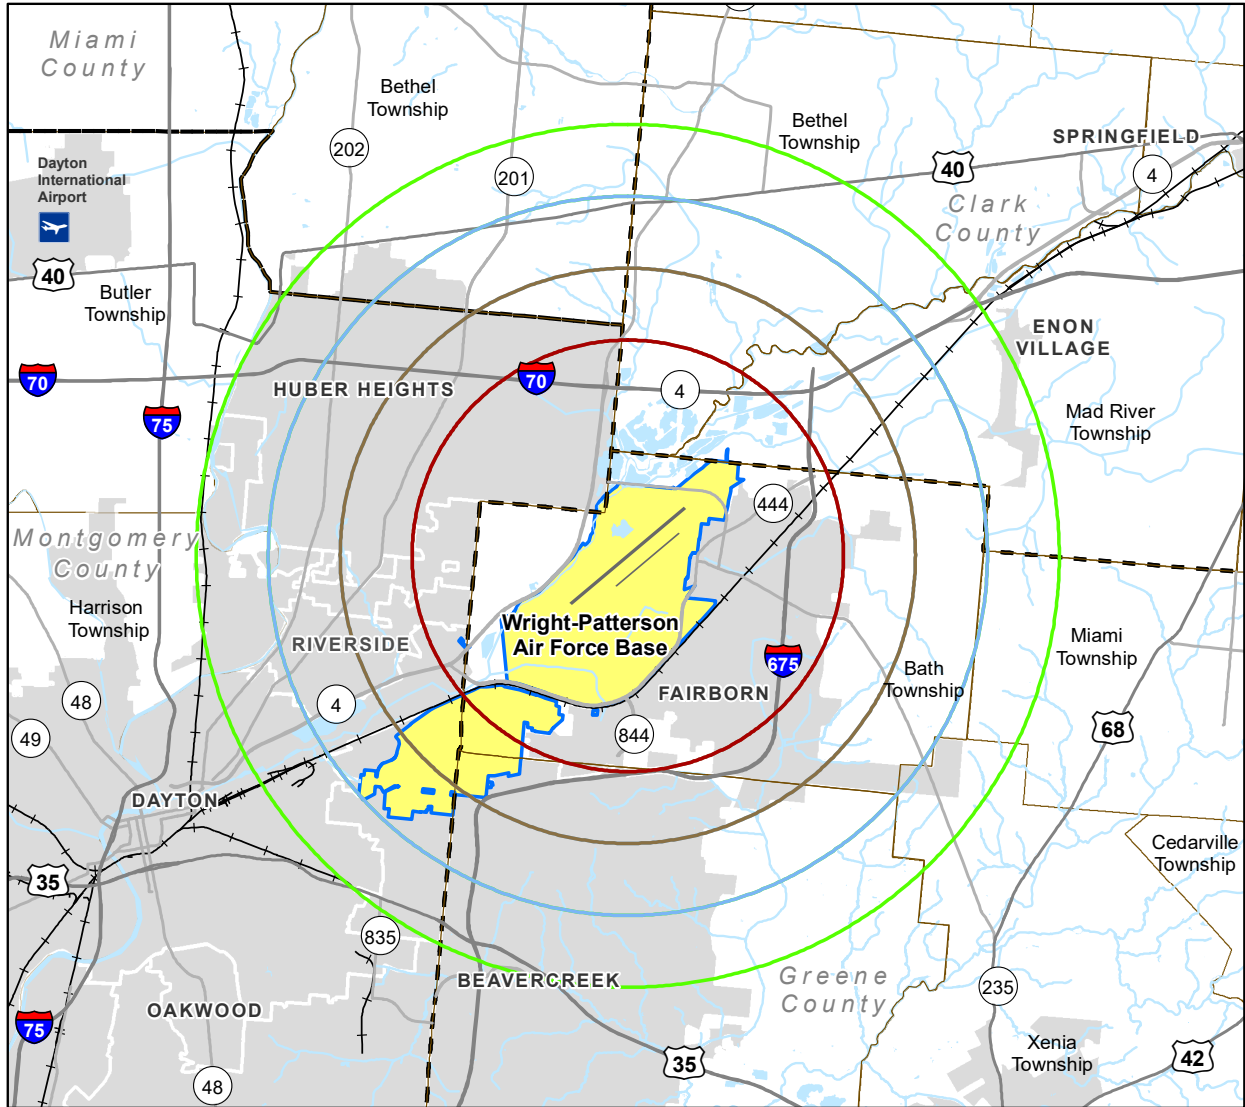 Miami
County
Bethel
Township
Bethel
Township
SPRINGFIELD
202
201
40
4
Dayton
International
Airport
Clark
County
40
Butler
Township
ENON
VILLAGE
70
HUBER HEIGHTS
70
4
75
Mad River
Township
444
Montgomery
County
Harrison
Township
Wright-Patterson
Air Force Base
RIVERSIDE
675
Miami
Township
Bath
Township
FAIRBORN
48
4
49
844
68
DAYTON
Cedarville
Township
35
835
BEAVERCREEK
Greene
County
235
OAKWOOD
75
Xenia
Township
35
42
48